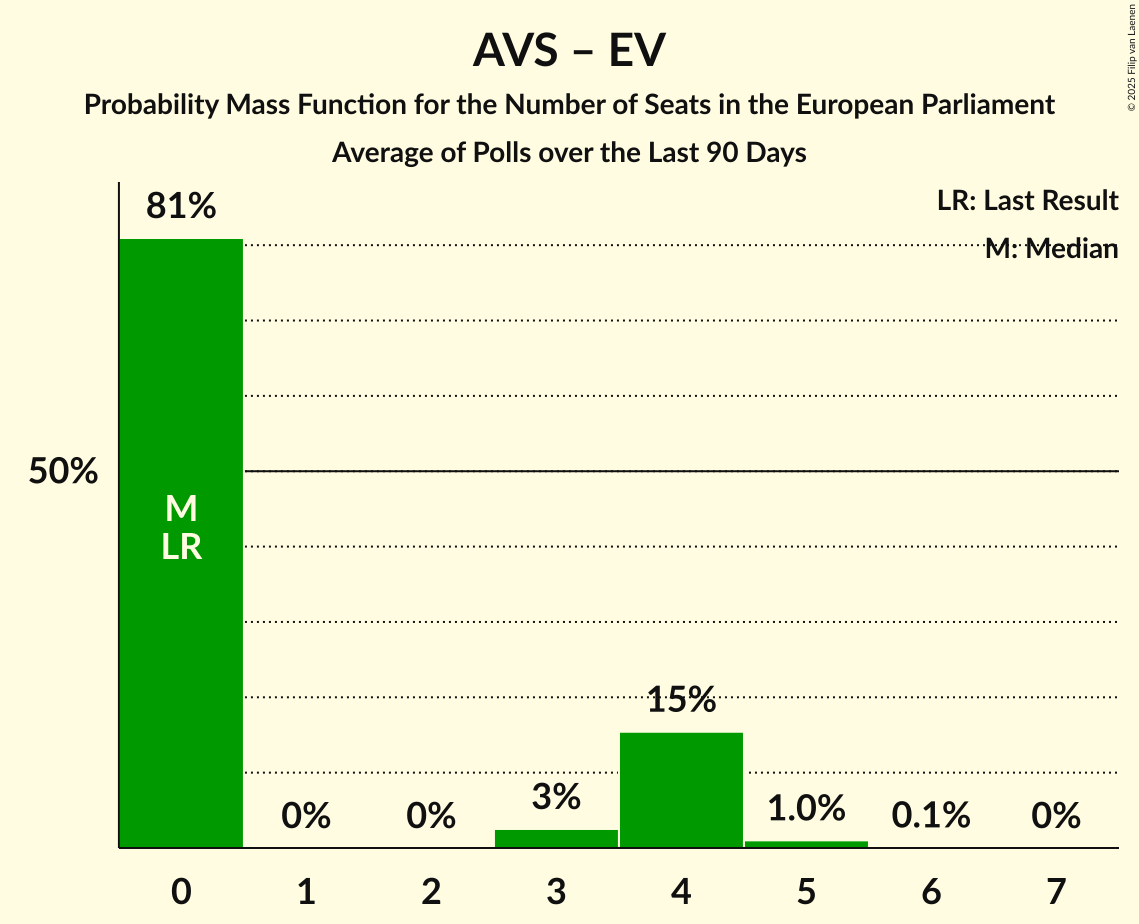 AVS – EV
Probability Mass Function for the Number of Seats in the European Parliament
Average of Polls over the Last 90 Days
© 2025 Filip van Laenen
LR: Last Result
M: Median
81%
50%
M
LR
0%
0%
3%
15%
1.0%
0.1%
0%
0
1
2
3
4
5
6
7